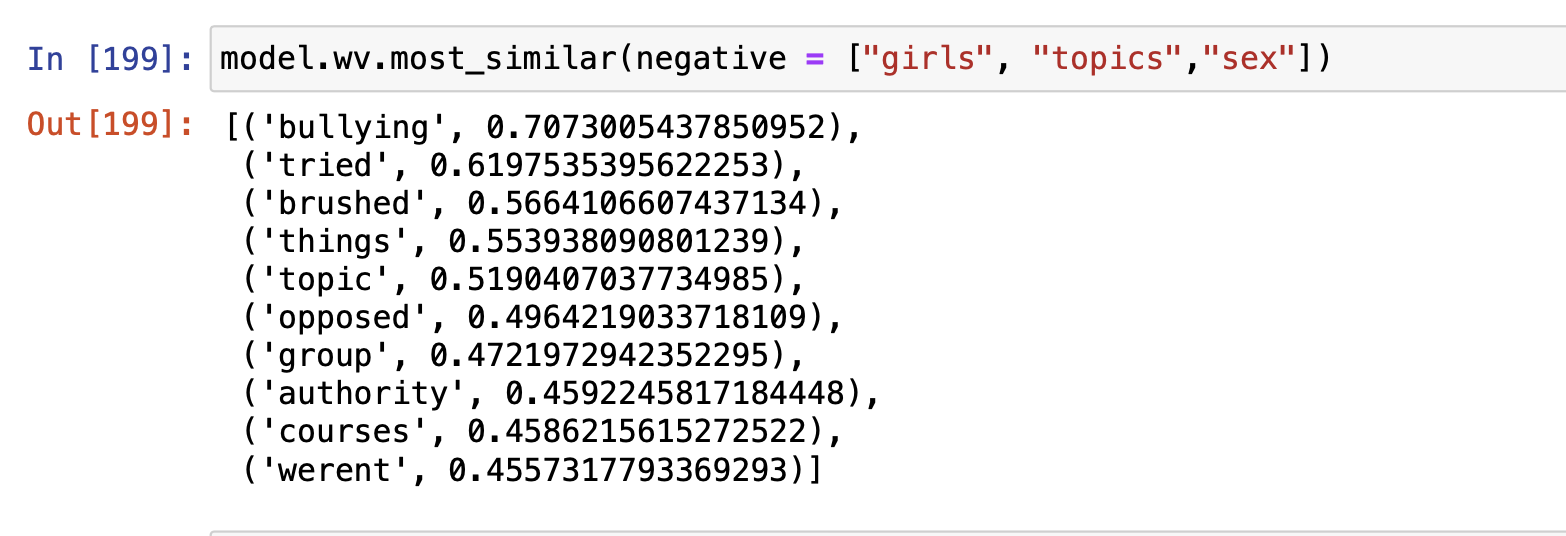 In [199]: model.wv.most_similar(negative = ["girls", "topics","sex"])
Out[199]: [('bullying', 0.7073005437850952),
('tried', 0.6197535395622253),
('brushed', 0.5664106607437134),
('things', 0.553938090801239),
('topic', 0.5190407037734985),
('opposed', 0.4964219033718109),
('group', 0.4721972942352295),
('authority', 0.4592245817184448),
('courses', 0.4586215615272522),
('werent', 0.4557317793369293)]